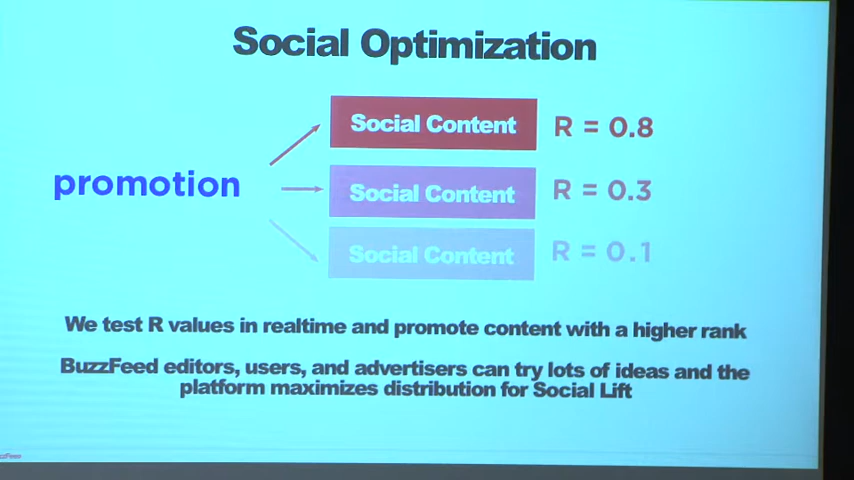 Social Optimization
promotion
Social Content R = 0.8
Social Content R = 0.3
Social Content R = 0.1
We test R values in realtime and promote content with a higher rank
BuzzFeed editors, users, and advertisers can try lots of ideas and the
platform maximizes distribution for Social Lift